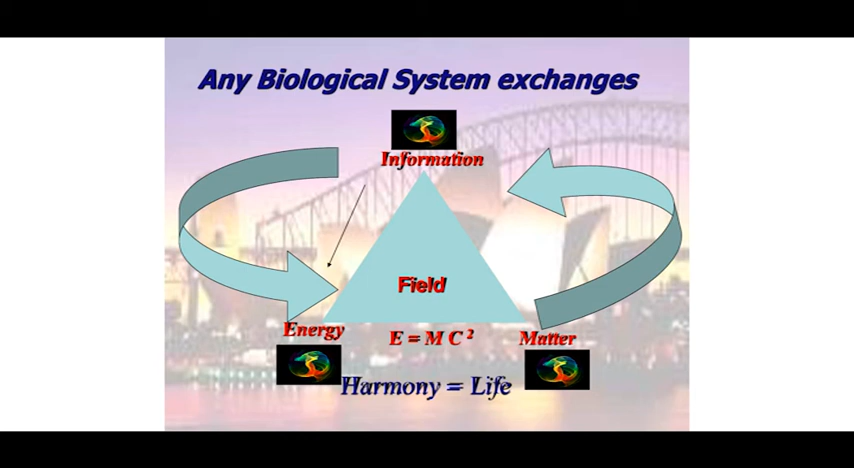 Any Biological System exchanges
Information
Field
Energy
E = M C ²
Matter
Harmony = Life